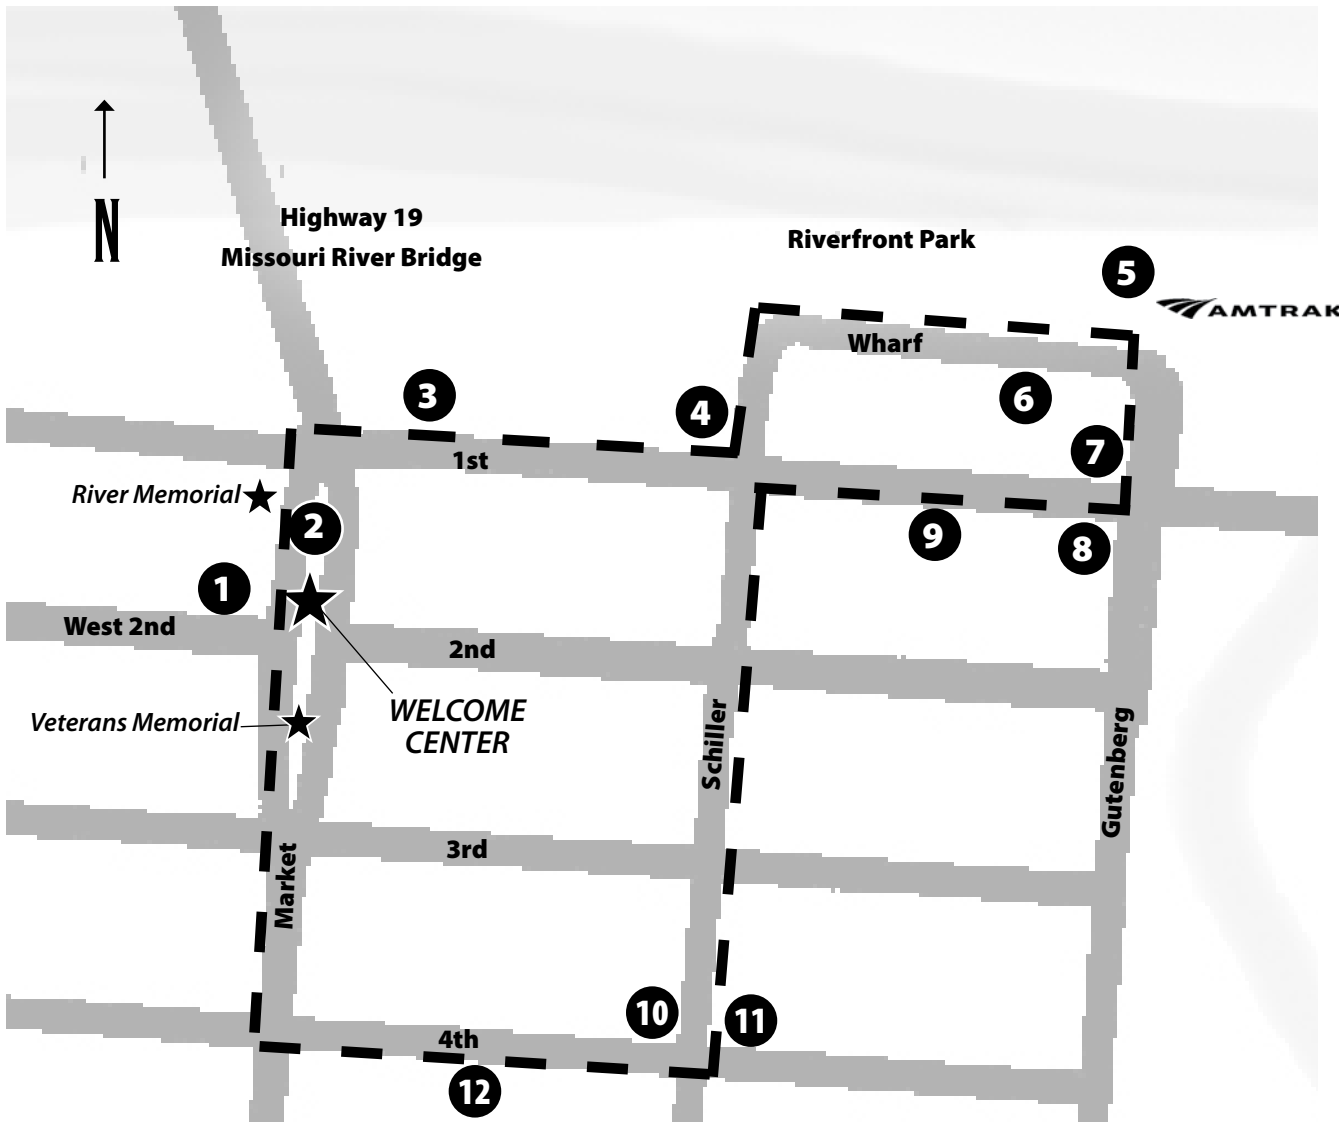 N
Highway 19
Missouri River Bridge
Riverfront Park
5
AMTRAK
Wharf
3
4
6
7
1st
River Memorial
2
9
8
1
West 2nd
2nd
Veterans Memorial
WELCOME
CENTER
Schiller
Gutenberg
3rd
Market
10
11
4th
12